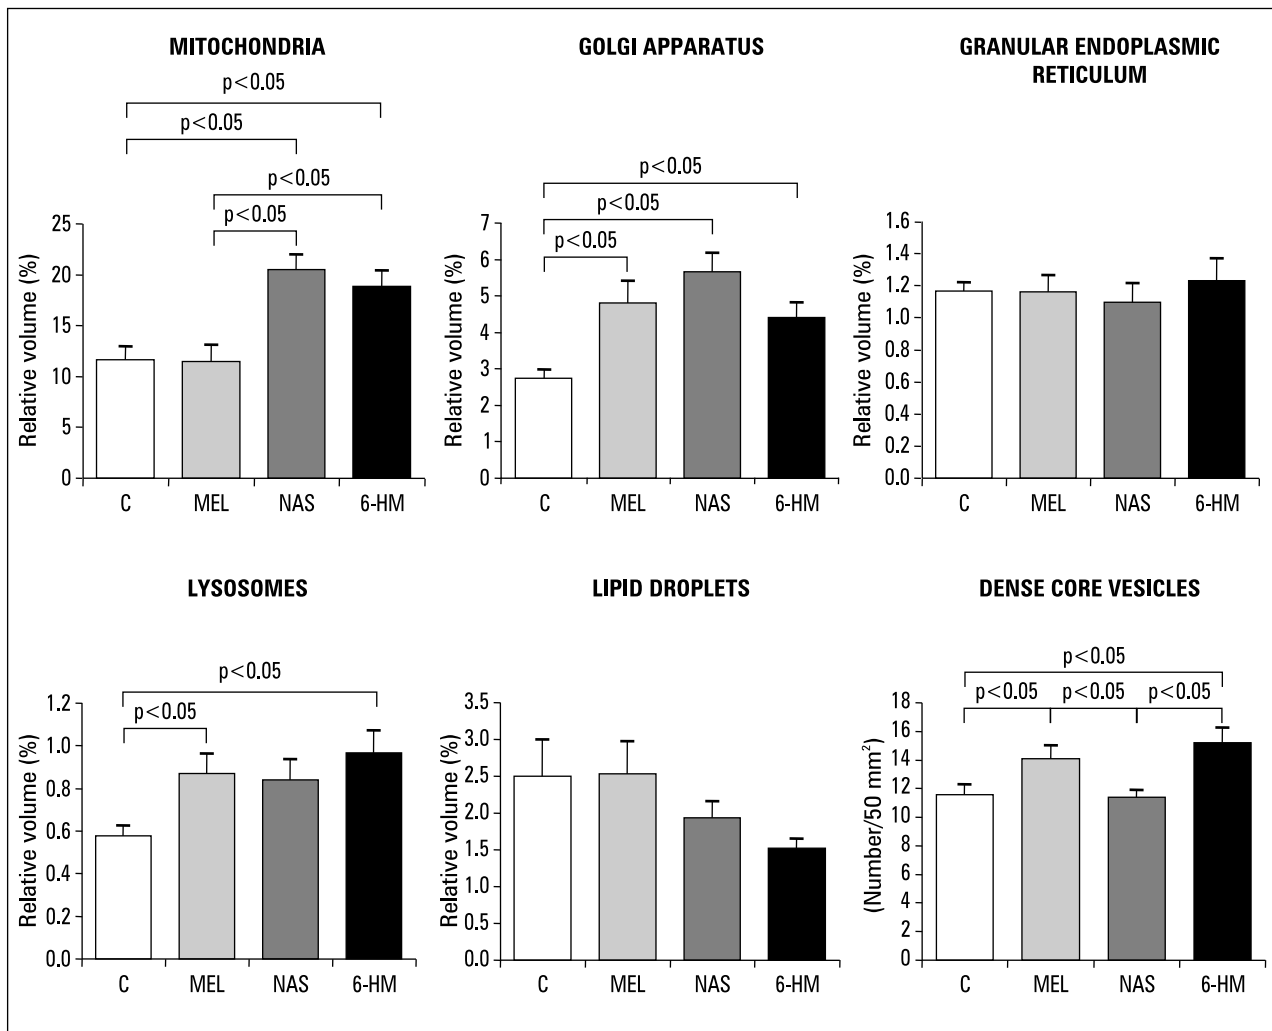 MITOCHONDRIA
p<0.05
p<0.05
p<0.05
p<0.05
Relative volume (%)
25
20
15
10
5
0
C MEL NAS 6-HM
GOLGI APPARATUS
p<0.05
p<0.05
p<0.05
Relative volume (%)
7
6
5
4
3
2
1
0
C MEL NAS 6-HM
GRANULAR ENDOPLASMIC
RETICULUM
Relative volume (%)
1.6
1.4
1.2
1.0
0.8
0.6
0.4
0.2
0.0
C MEL NAS 6-HM
LYSOSOMES
p<0.05
p<0.05
Relative volume (%)
1.2
1.0
0.8
0.6
0.4
0.2
0.0
C MEL NAS 6-HM
LIPID DROPLETS
Relative volume (%)
3.5
3.0
2.5
2.0
1.5
1.0
0.5
0.0
C MEL NAS 6-HM
DENSE CORE VESICLES
p<0.05
p<0.05 p<0.05 p<0.05
(Number/50 mm²)
18
16
14
12
10
8
6
4
2
0
C MEL NAS 6-HM